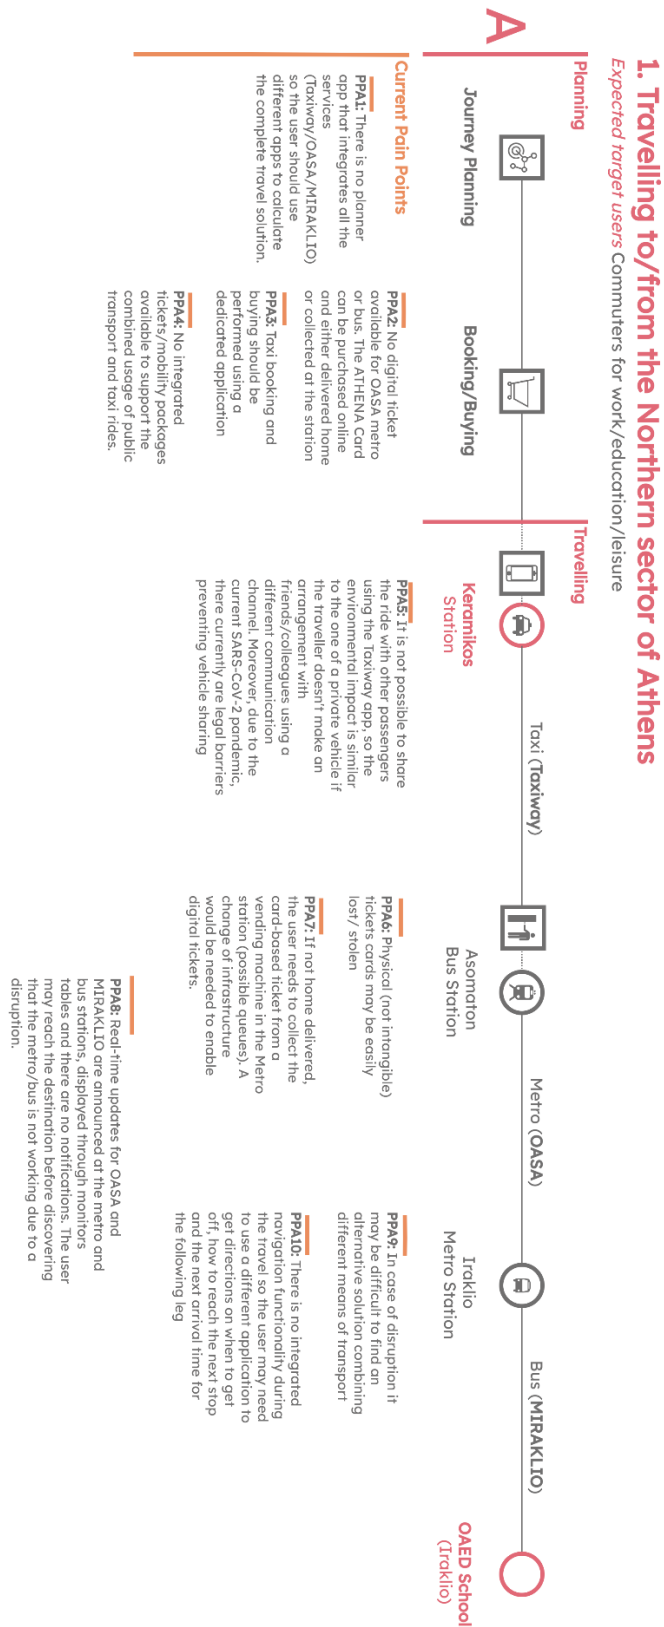 1. Travelling to/from the Northern sector of Athens
Expected target users Commuters for work/education/leisure
A
Planning
Journey Planning
Booking/Buying
Travelling
Keramikos
Station
Taxi (Taxiway)
Asomaton
Bus Station
Metro (OASA)
Iraklio
Metro Station
Bus (MIRAKLIO)
OAED School
(Iraklio)
Current Pain Points
PPA1: There is no planner
app that integrates all the
services
(Taxiway/OASA/MIRAKLIO)
so the user should use
different apps to calculate
the complete travel solution.
PPA2: No digital ticket
available for OASA metro
or bus. The ATHENA Card
can be purchased online
and either delivered home
or collected at the station
PPA3: Taxi booking and
buying should be
performed using a
dedicated application
PPA4: No integrated
tickets/mobility packages
available to support the
combined usage of public
transport and taxi rides.
PPA5: It is not possible to share
the ride with other passengers
using the Taxiway app, so the
environmental impact is similar
to the one of a private vehicle if
the traveller doesn't make an
arrangement with
friends/colleagues using a
different communication
channel. Moreover, due to the
current SARS-CoV-2 pandemic,
there currently are legal barriers
preventing vehicle sharing
PPA6: Physical (not intangible)
tickets cards may be easily
lost/ stolen
PPA7: If not home delivered,
the user needs to collect the
card-based ticket from a
vending machine in the Metro
station (possible queues). A
change of infrastructure
would be needed to enable
digital tickets.
PPA8: Real-time updates for OASA and
MIRAKLIO are announced at the metro and
bus stations, displayed through monitors
tables and there are no notifications. The user
may reach the destination before discovering
that the metro/bus is not working due to a
disruption.
PPA9: In case of disruption it
may be difficult to find an
alternative solution combining
different means of transport
PPA10: There is no integrated
navigation functionality during
the travel so the user may need
to use a different application to
get directions on when to get
off, how to reach the next stop
and the next arrival time for
the following leg